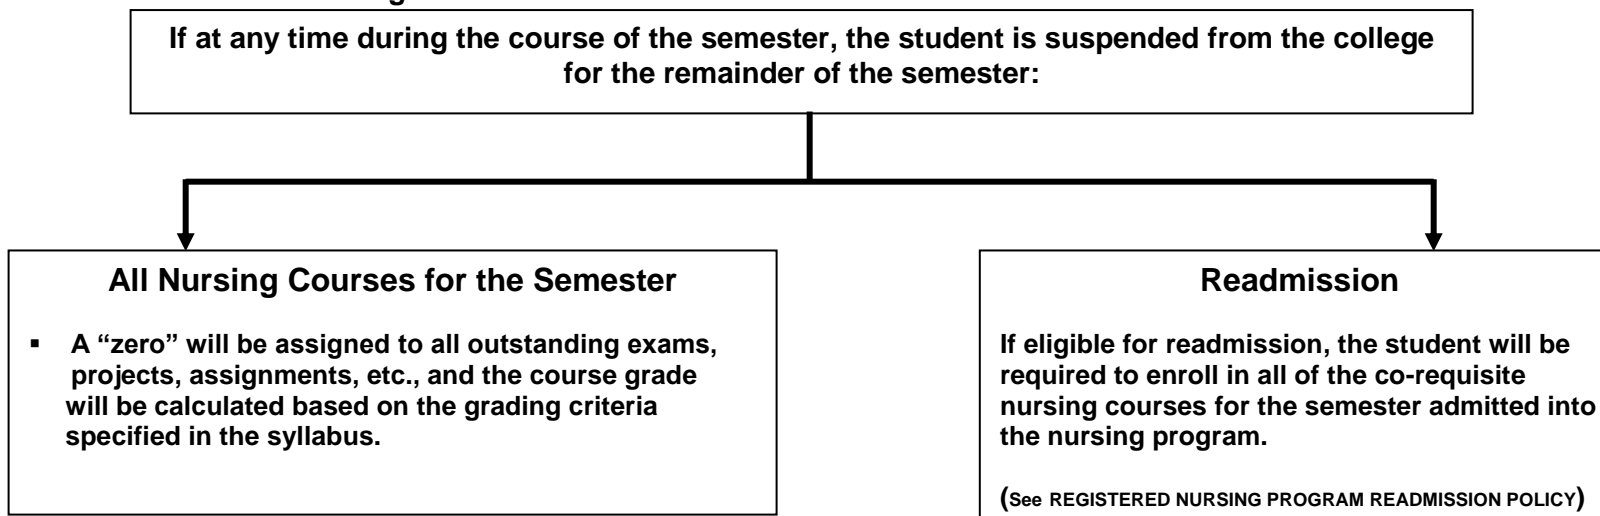 If at any time during the course of the semester, the student is suspended from the college
for the remainder of the semester:
All Nursing Courses for the Semester
▪ A “zero” will be assigned to all outstanding exams,
projects, assignments, etc., and the course grade
will be calculated based on the grading criteria
specified in the syllabus.
Readmission
If eligible for readmission, the student will be
required to enroll in all of the co-requisite
nursing courses for the semester admitted into
the nursing program.
(See REGISTERED NURSING PROGRAM READMISSION POLICY)